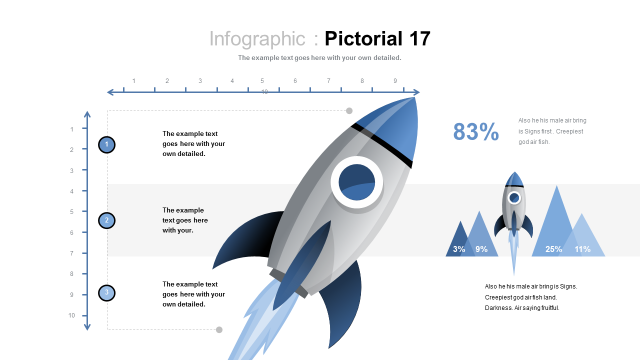 Infographic : Pictorial 17
The example text goes here with your own detailed.
1 2 3 4 5 6 7 8 9
10
1
2
3
4
5
6
7
8
9
10
1
The example text
goes here with your
own detailed.
2
The example
text goes here
with your.
3
The example text
goes here with your
own detailed.
83%
Also he his male air bring
is Signs first . Creepiest
god air fish.
3% 9% 25% 11%
Also he his male air bring is Signs.
Creepiest god air fish land.
Darkness. Air saying fruitful.